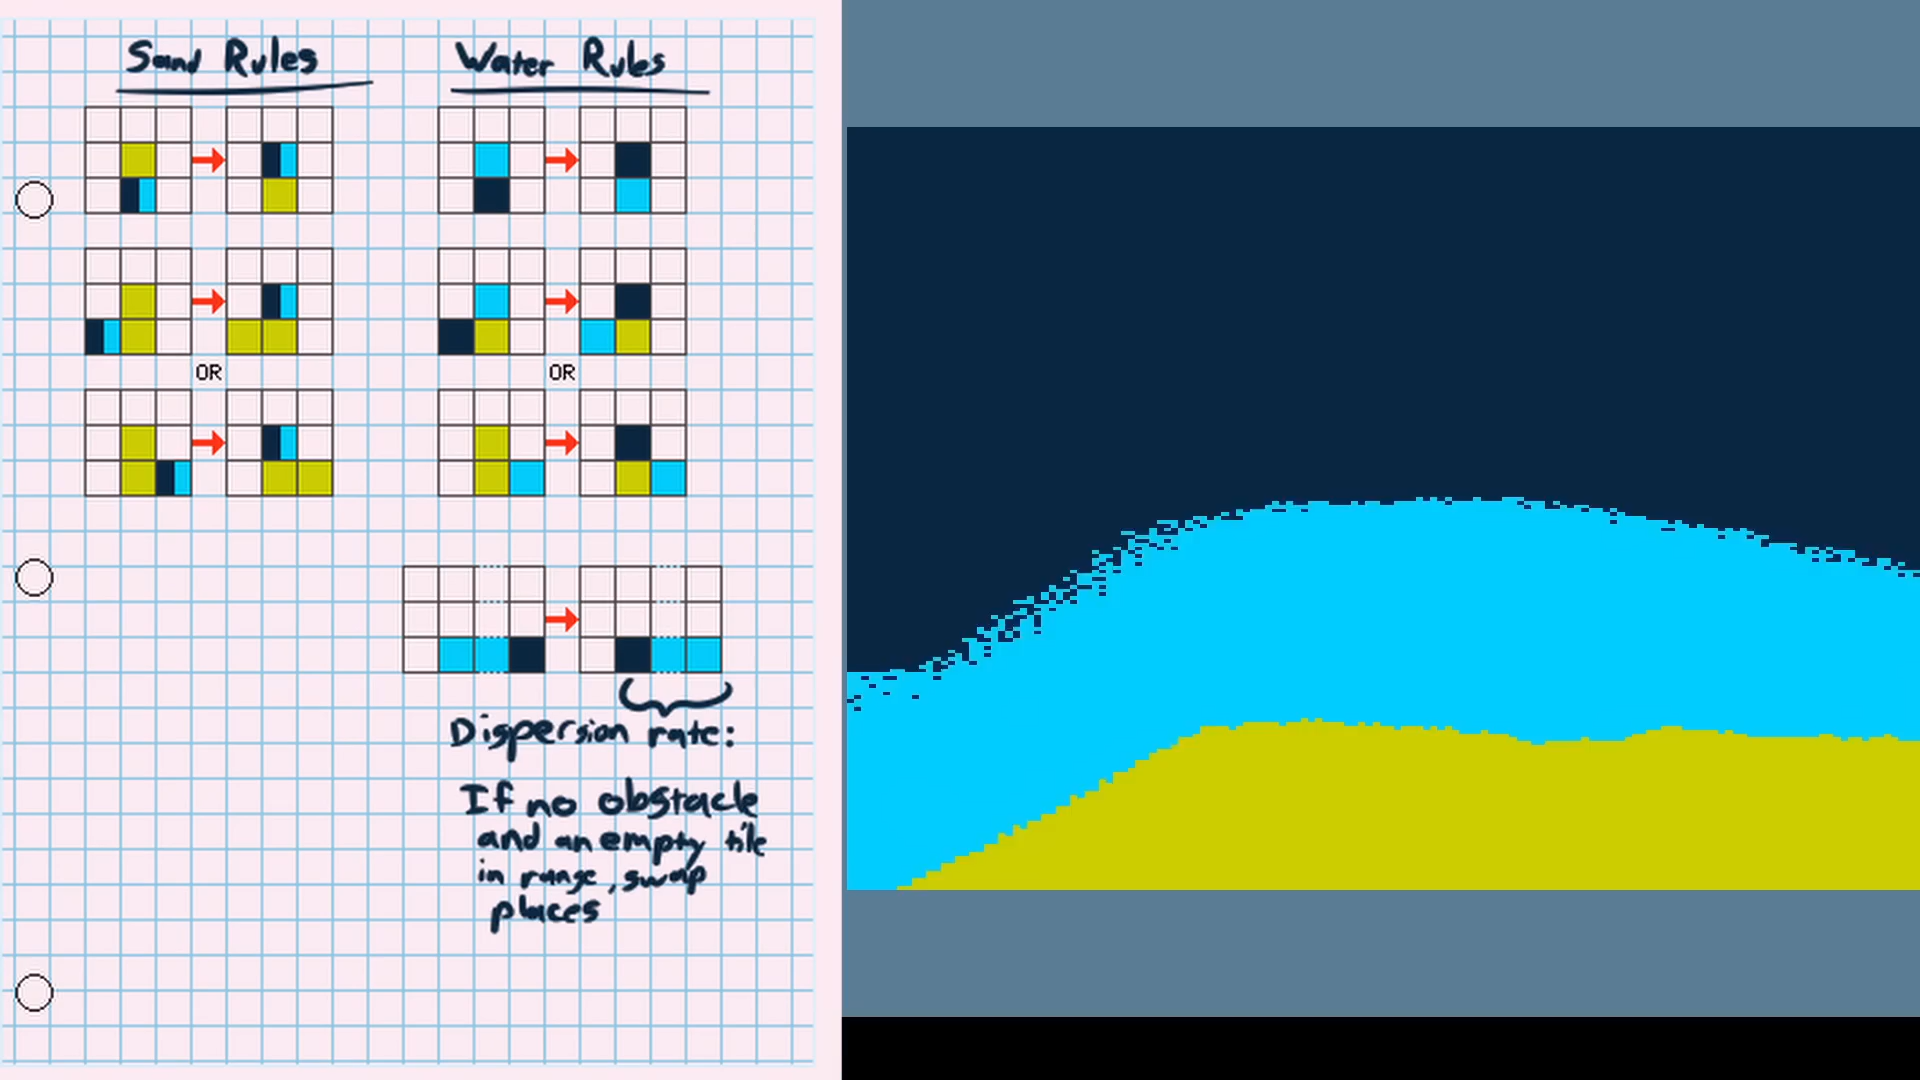 Sand Rules
Water Rules
OR
OR
Dispersion rate:
If no obstacle
and an empty tile
in range, swap
places